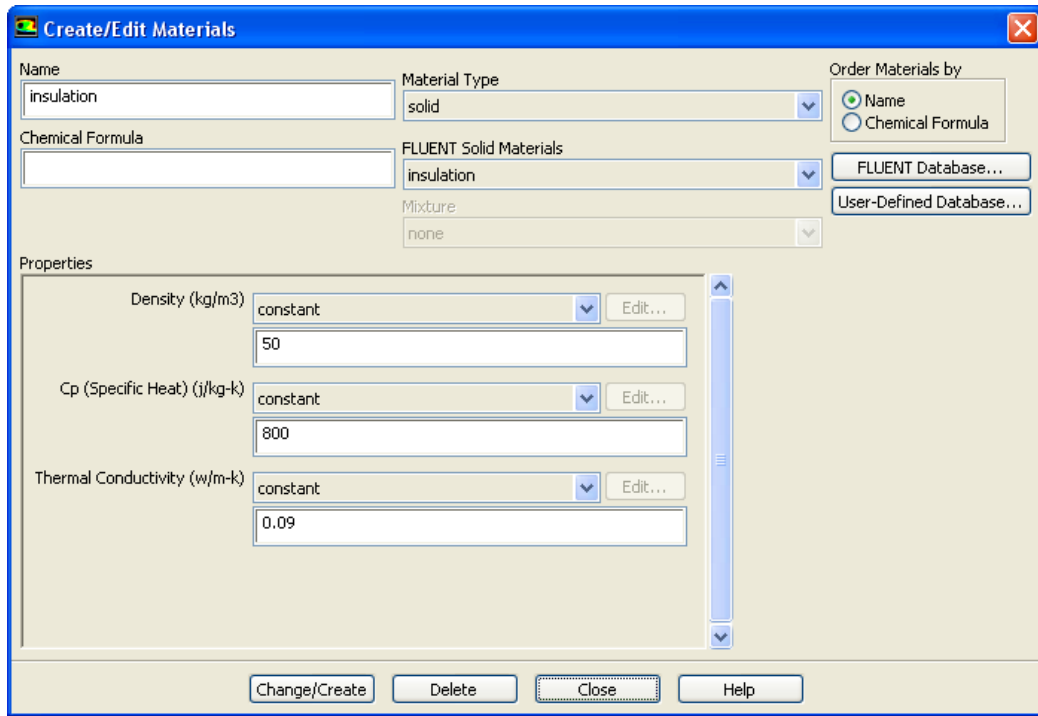 Create/Edit Materials
Name
insulation
Material Type
solid
Order Materials by
Name
Chemical Formula
Chemical Formula
FLUENT Solid Materials
insulation
FLUENT Database...
User-Defined Database...
Mixture
none
Properties
Density (kg/m3)
constant
Edit...
50
Cp (Specific Heat) (j/kg-k)
constant
Edit...
800
Thermal Conductivity (w/m-k)
constant
Edit...
0.09
Change/Create
Delete
Close
Help